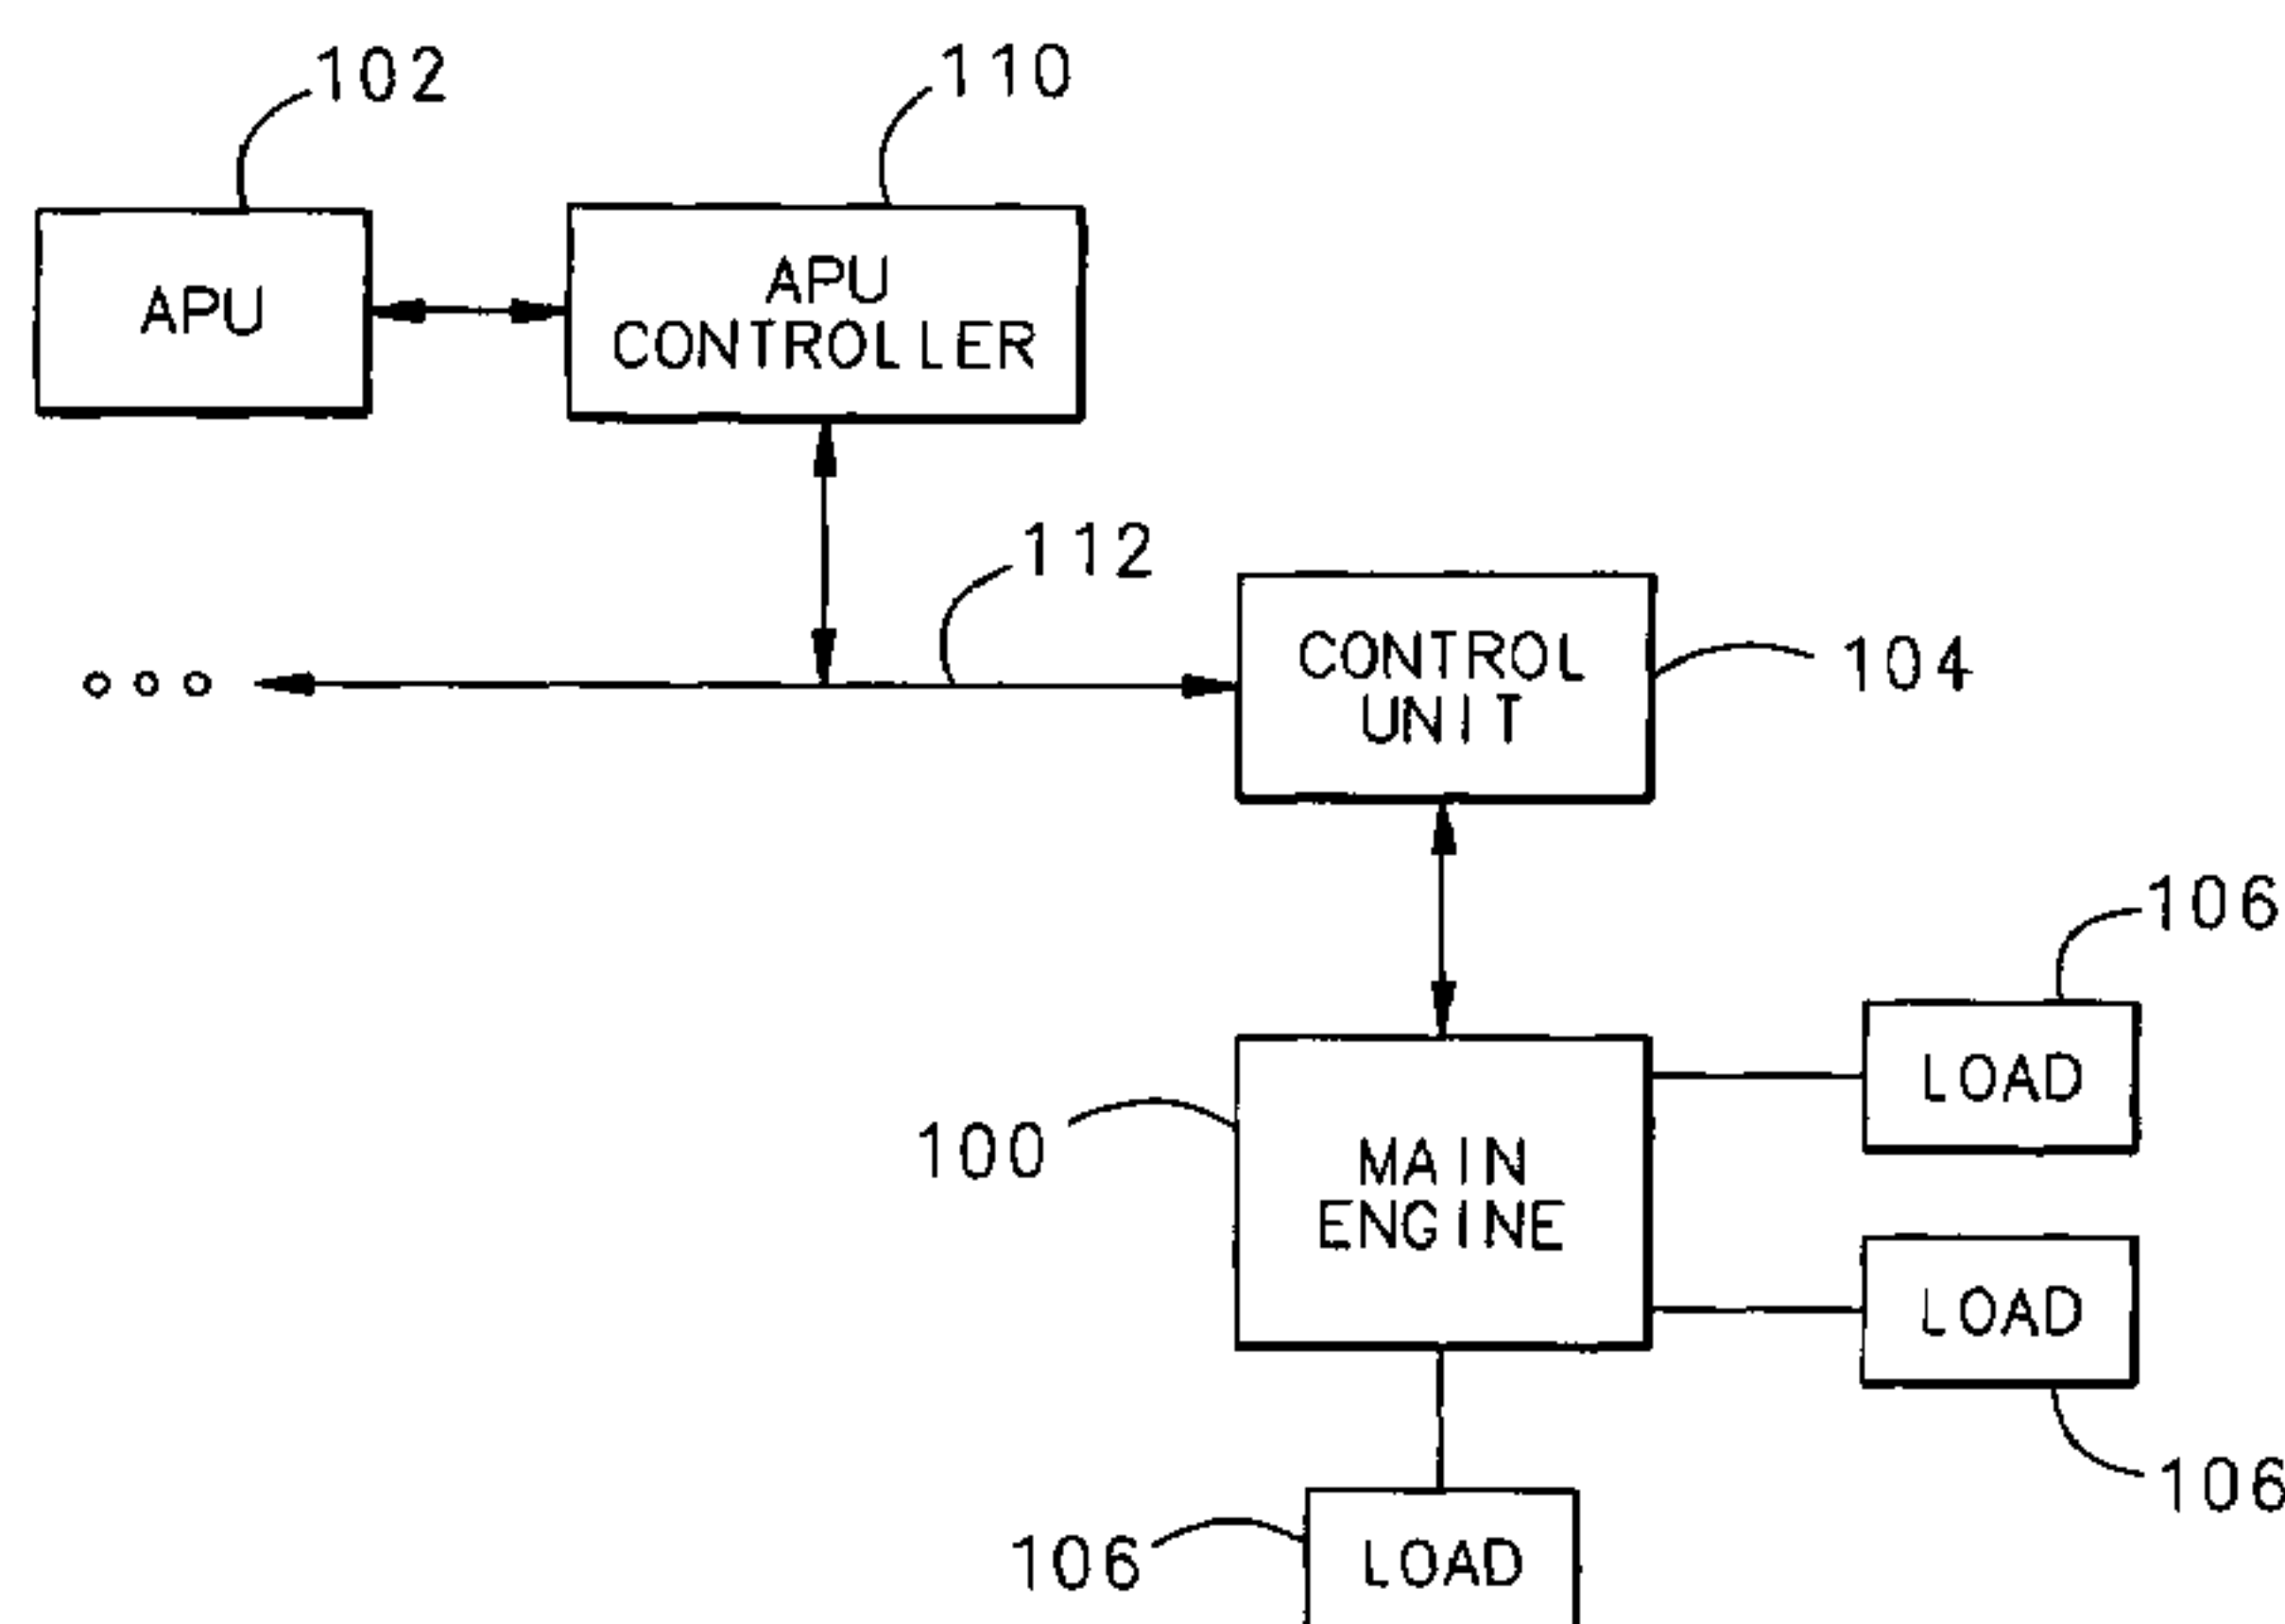 102
110
APU
APU
CONTROLLER
112
CONTROL
UNIT
104
106
LOAD
100
MAIN
ENGINE
LOAD
106
106
LOAD